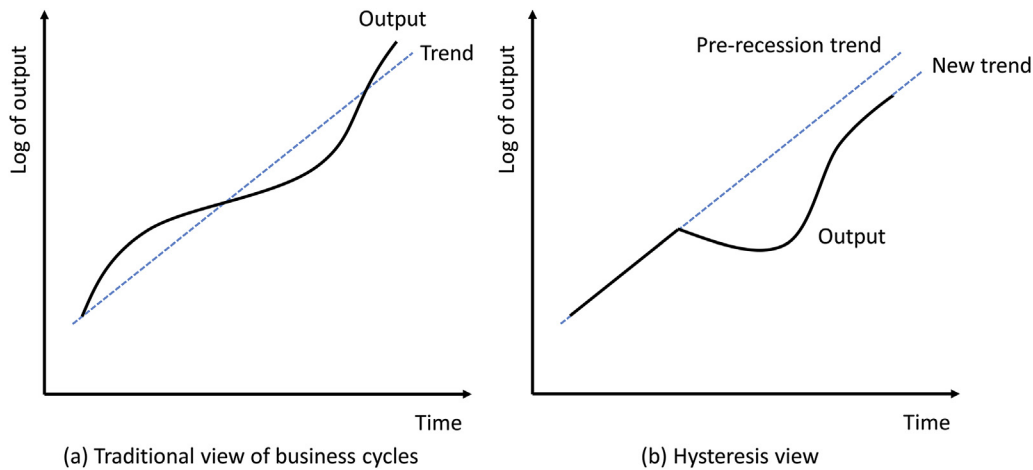 Output
Trend
Log of output
Time
(a) Traditional view of business cycles
Pre-recession trend
New trend
Log of output
Output
Time
(b) Hysteresis view